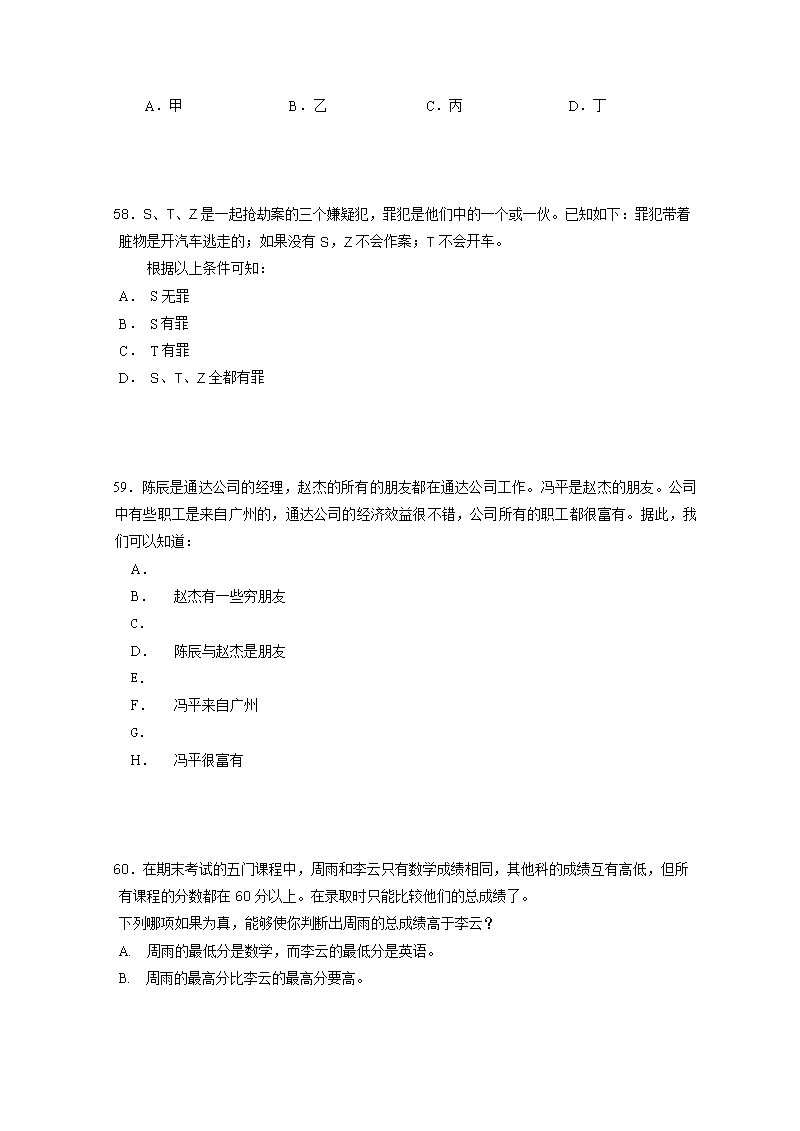 A．甲 B．乙 C．丙 D．丁
58．S、T、Z 是一起抢劫案的三个嫌疑犯，罪犯是他们中的一个或一伙。已知如下：罪犯带着
脏物是开汽车逃走的；如果没有 S，Z 不会作案；T 不会开车。
根据以上条件可知：
A． S 无罪
B． S 有罪
C． T 有罪
D． S、T、Z 全都有罪
59．陈辰是通达公司的经理，赵杰的所有的朋友都在通达公司工作。冯平是赵杰的朋友。公司
中有些职工是来自广州的，通达公司的经济效益很不错，公司所有的职工都很富有。据此，我
们可以知道：
A．
B． 赵杰有一些穷朋友
C．
D． 陈辰与赵杰是朋友
E．
F． 冯平来自广州
G．
H． 冯平很富有
60．在期末考试的五门课程中，周雨和李云只有数学成绩相同，其他科的成绩互有高低，但所
有课程的分数都在 60 分以上。在录取时只能比较他们的总成绩了。
下列哪项如果为真，能够使你判断出周雨的总成绩高于李云？
A. 周雨的最低分是数学，而李云的最低分是英语。
B. 周雨的最高分比李云的最高分要高。